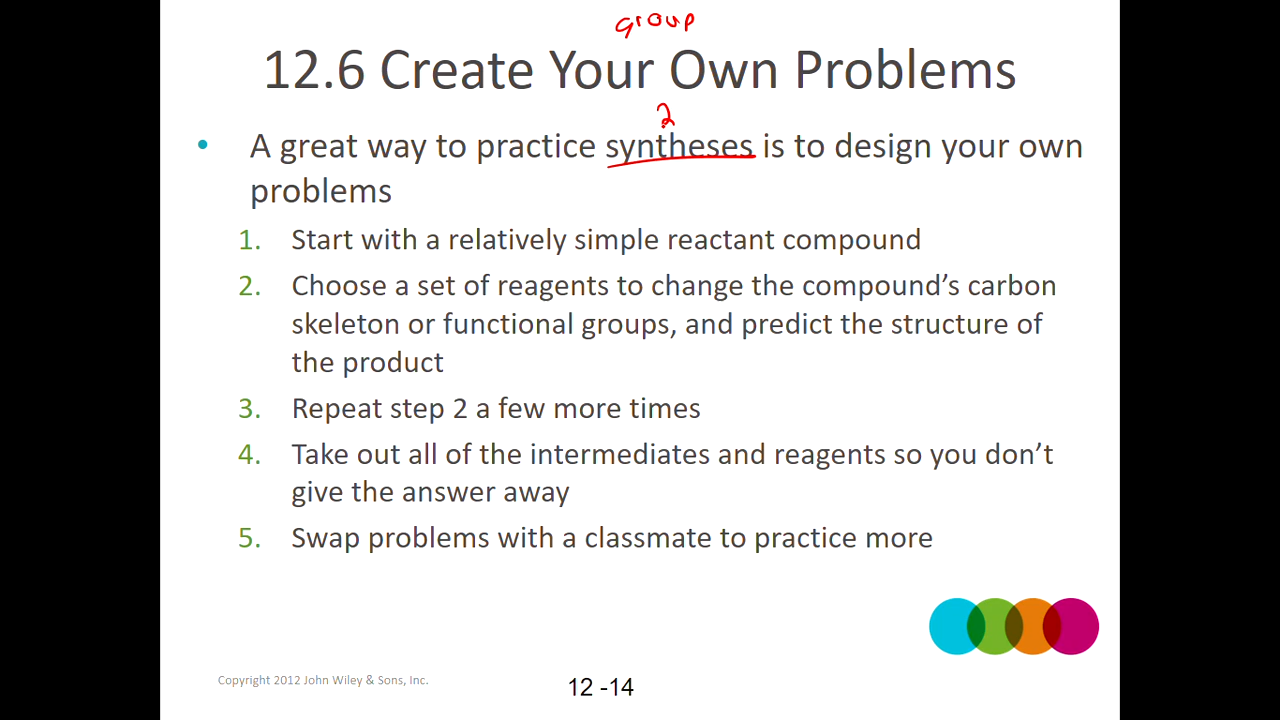 group
12.6 Create Your Own Problems
2
• A great way to practice syntheses is to design your own
problems
1. Start with a relatively simple reactant compound
2. Choose a set of reagents to change the compound’s carbon
skeleton or functional groups, and predict the structure of
the product
3. Repeat step 2 a few more times
4. Take out all of the intermediates and reagents so you don’t
give the answer away
5. Swap problems with a classmate to practice more
Copyright 2012 John Wiley & Sons, Inc.
12 -14